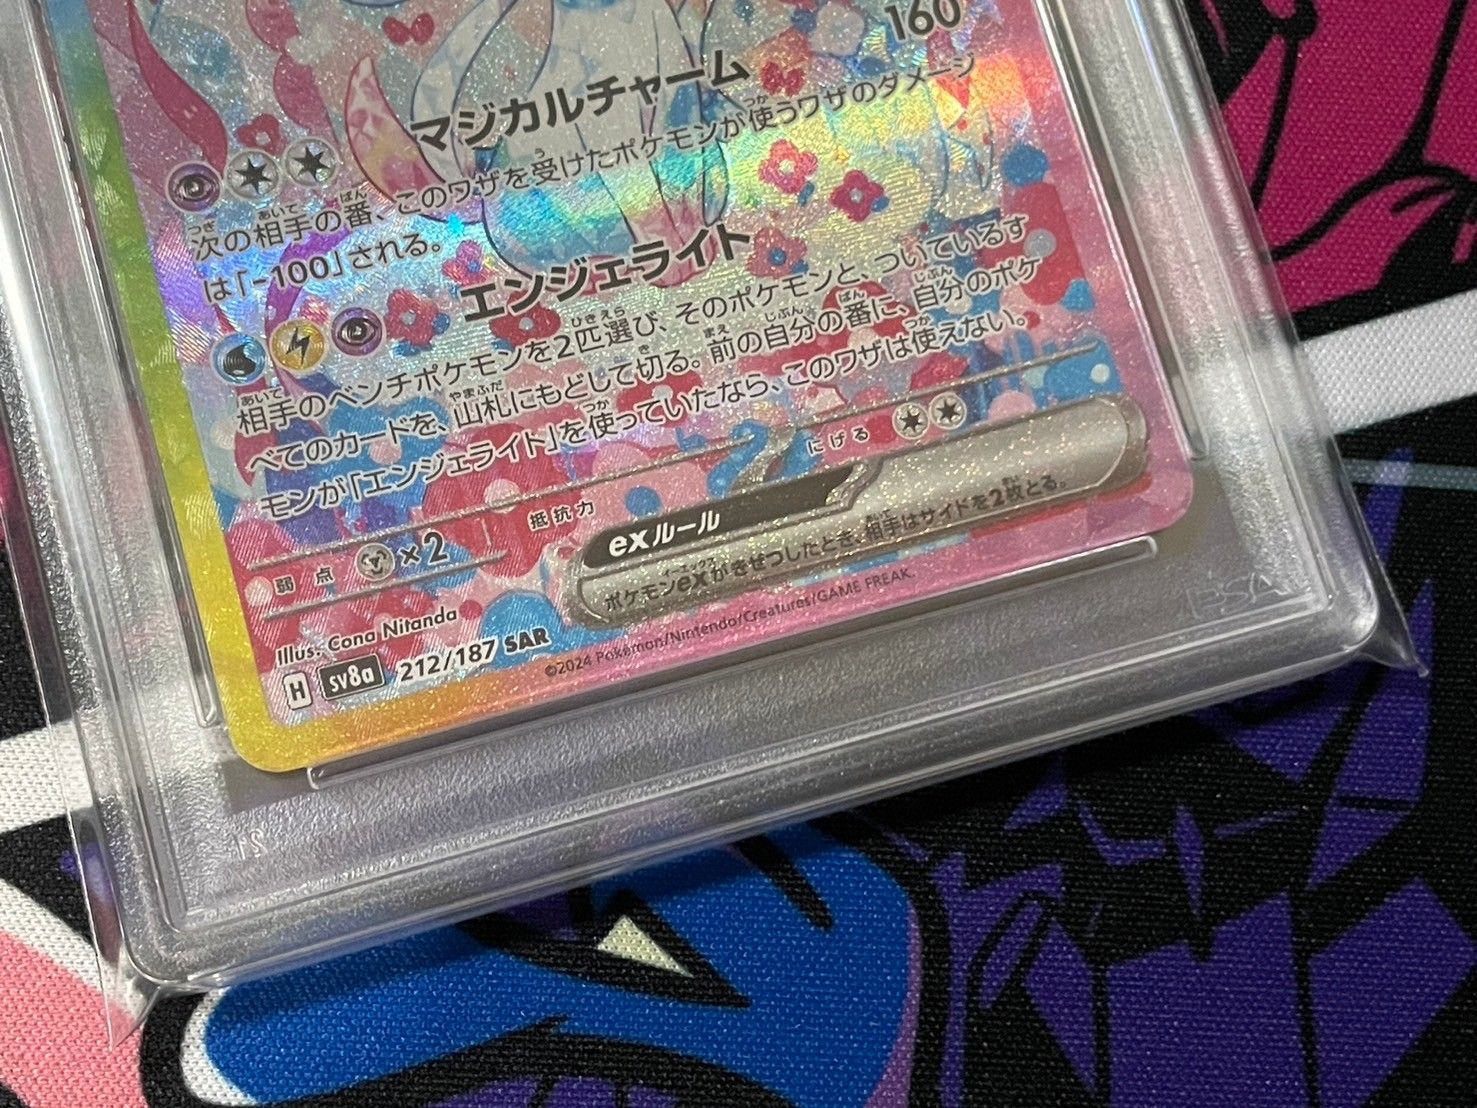 160
マジカルチャーム
次の相手の番、このワザを受けたポケモンが使うワザのダメージ
は「-100」される。
エンジェライト
相手のベンチポケモンを2匹選び、そのポケモンと、ついているす
べてのカードを、山札にもどして切る。前の自分の番に、自分のポケ
モンが「エンジェライト」を使っていたなら、このワザは使えない。
弱点 ×2 抵抗力 にげる
exルール
ポケモンexがきぜつしたとき、相手はサイドを2枚とる。
Illus. Cona Nitanda
H SV8a 212/187 SAR
©2024 Pokémon/Nintendo/Creatures/GAME FREAK.
PSA